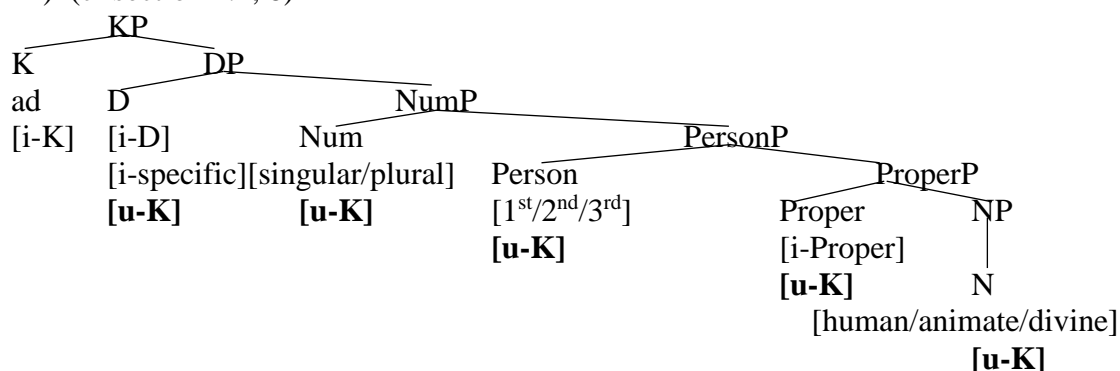 KP
K DP
ad D NumP
[i-K] [i-D] Num PersonP
[i-specific][singular/plural] Person ProperP
[u-K] [u-K] [1st/2nd/3rd] Proper NP
[u-K] [i-Proper]
[u-K] N
[human/animate/divine]
[u-K]